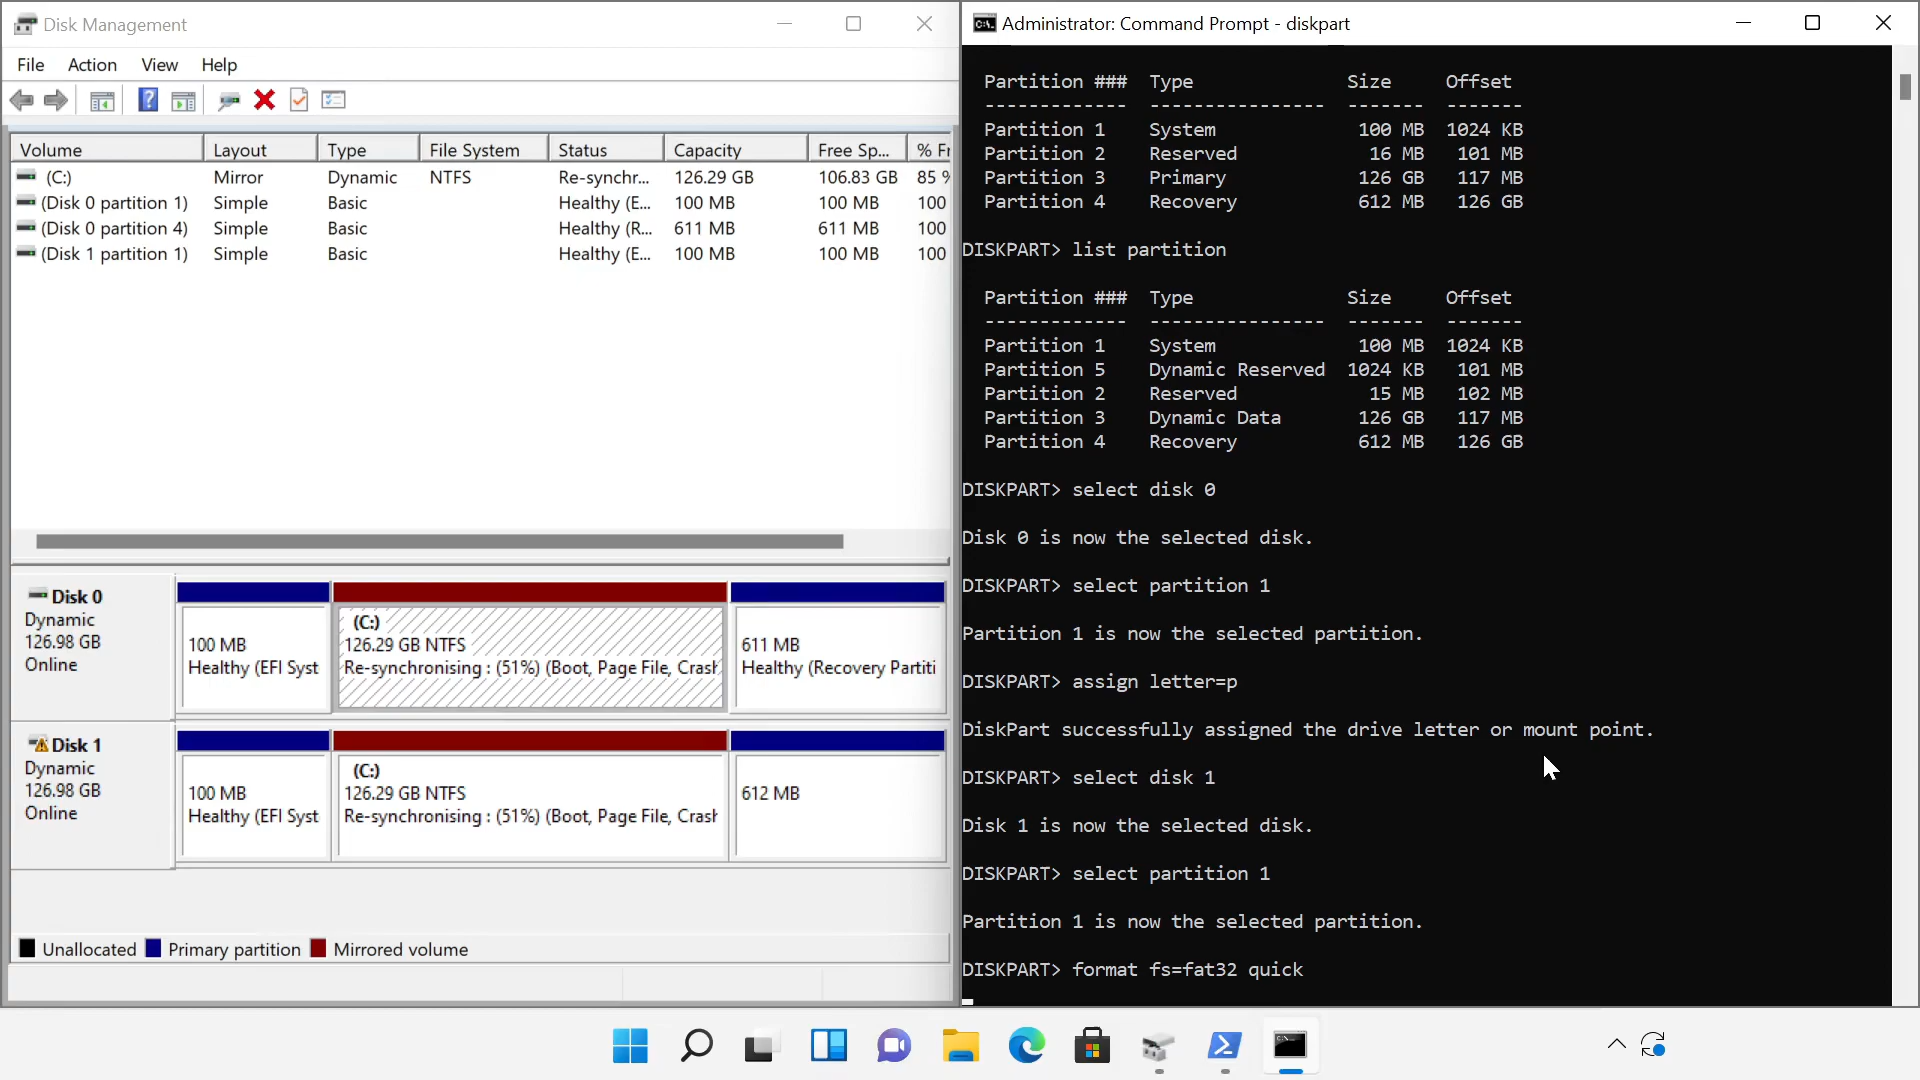 Disk Management
File Action View Help
Volume Layout Type File System Status Capacity Free Sp... % Fr
(C:) Mirror Dynamic NTFS Re-synchr... 126.29 GB 106.83 GB 85 %
(Disk 0 partition 1) Simple Basic Healthy (E... 100 MB 100 MB 100
(Disk 0 partition 4) Simple Basic Healthy (R... 611 MB 611 MB 100
(Disk 1 partition 1) Simple Basic Healthy (E... 100 MB 100 MB 100
Disk 0
Dynamic
126.98 GB
Online
100 MB
Healthy (EFI Syst
(C:)
126.29 GB NTFS
Re-synchronising : (51%) (Boot, Page File, Crash
611 MB
Healthy (Recovery Partiti
Disk 1
Dynamic
126.98 GB
Online
100 MB
Healthy (EFI Syst
(C:)
126.29 GB NTFS
Re-synchronising : (51%) (Boot, Page File, Crash
612 MB
Unallocated Primary partition Mirrored volume
Administrator: Command Prompt - diskpart
Partition ### Type Size Offset
------------- ---------------- ------- -------
Partition 1 System 100 MB 1024 KB
Partition 2 Reserved 16 MB 101 MB
Partition 3 Primary 126 GB 117 MB
Partition 4 Recovery 612 MB 126 GB
DISKPART> list partition
Partition ### Type Size Offset
------------- ---------------- ------- -------
Partition 1 System 100 MB 1024 KB
Partition 5 Dynamic Reserved 1024 KB 101 MB
Partition 2 Reserved 15 MB 102 MB
Partition 3 Dynamic Data 126 GB 117 MB
Partition 4 Recovery 612 MB 126 GB
DISKPART> select disk 0
Disk 0 is now the selected disk.
DISKPART> select partition 1
Partition 1 is now the selected partition.
DISKPART> assign letter=p
DiskPart successfully assigned the drive letter or mount point.
DISKPART> select disk 1
Disk 1 is now the selected disk.
DISKPART> select partition 1
Partition 1 is now the selected partition.
DISKPART> format fs=fat32 quick